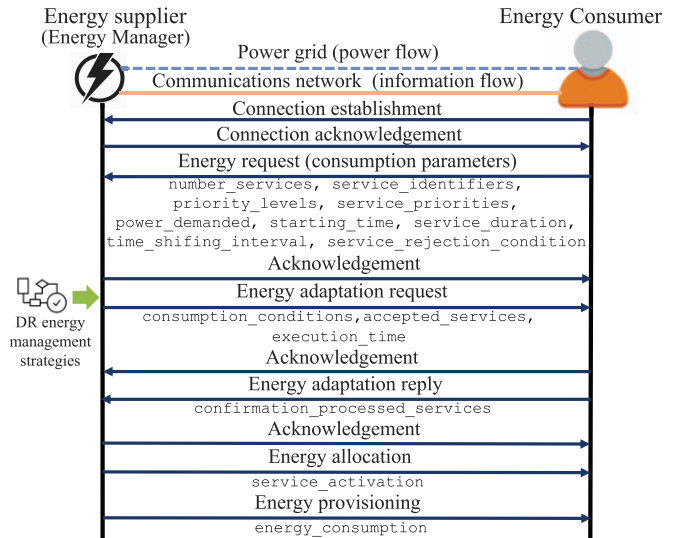 Energy supplier
(Energy Manager)
Energy Consumer
Power grid (power flow)
Communications network (information flow)
Connection establishment
Connection acknowledgement
Energy request (consumption parameters)
number_services, service_identifiers,
priority_levels, service_priorities,
power_demanded, starting_time, service_duration,
time_shifing_interval, service_rejection_condition
Acknowledgement
Energy adaptation request
DR energy
management
strategies
consumption_conditions,accepted_services,
execution_time
Acknowledgement
Energy adaptation reply
confirmation_processed_services
Acknowledgement
Energy allocation
service_activation
Energy provisioning
energy_consumption